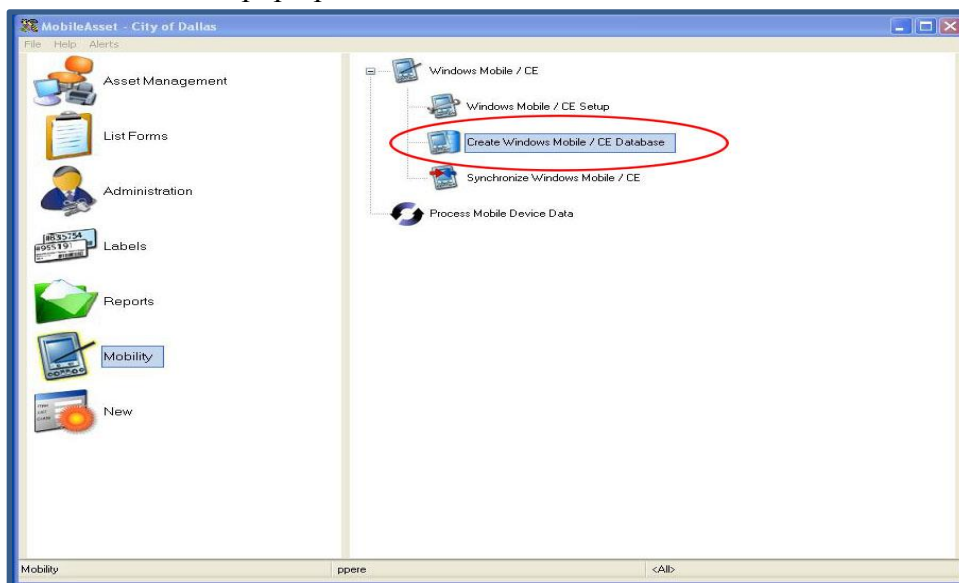 MobileAsset - City of Dallas
File Help Alerts
Asset Management
List Forms
Administration
Labels
Reports
Mobility
New
Windows Mobile / CE
Windows Mobile / CE Setup
Create Windows Mobile / CE Database
Synchronize Windows Mobile / CE
Process Mobile Device Data
Mobility ppere <All>